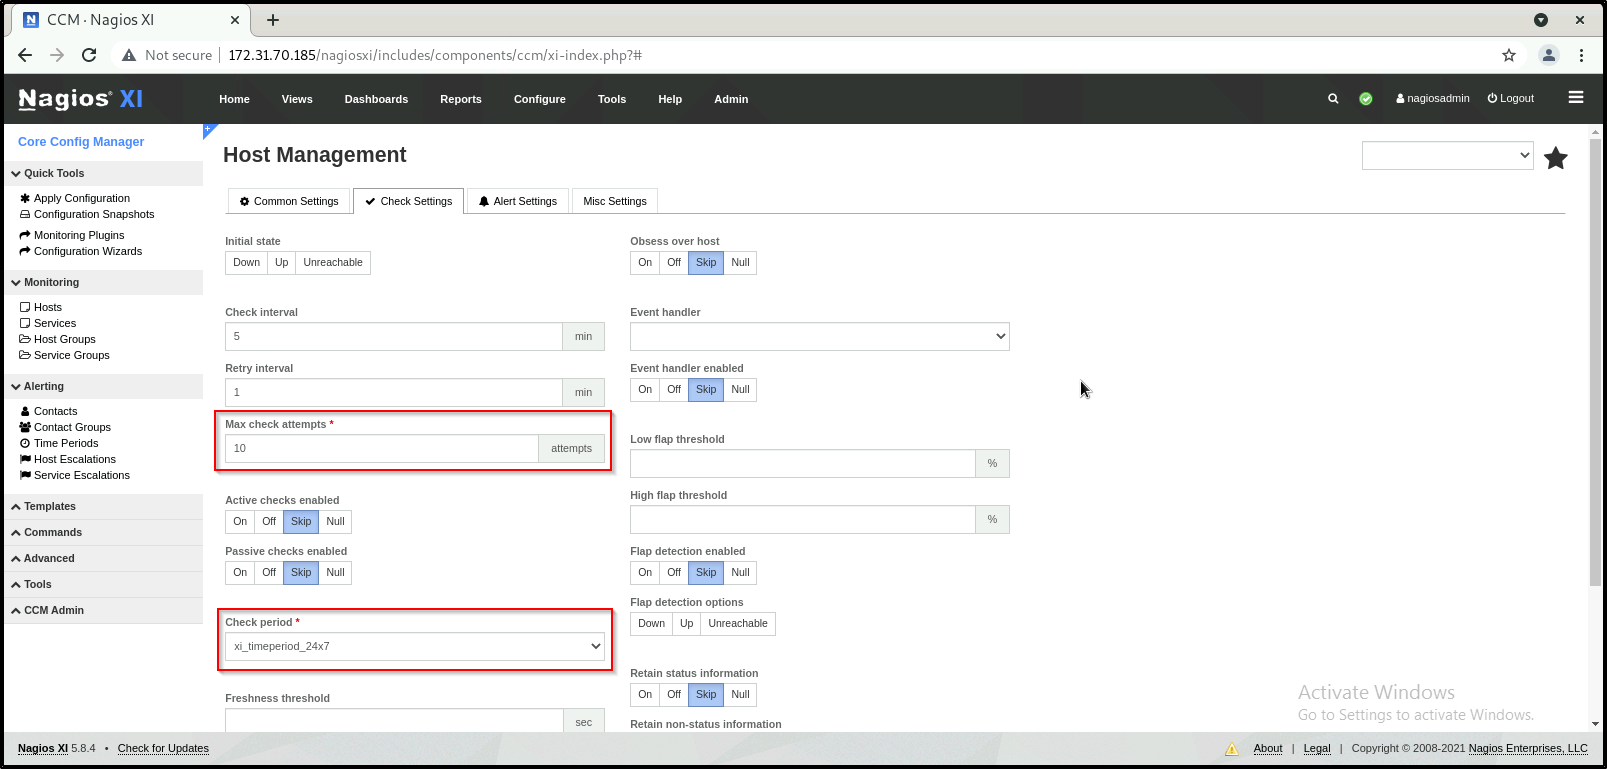 CCM · Nagios XI
Not secure | 172.31.70.185/nagiosxi/includes/components/ccm/xi-index.php?#
Nagios® XI
Home Views Dashboards Reports Configure Tools Help Admin nagiosadmin Logout
Core Config Manager
Quick Tools
Apply Configuration
Configuration Snapshots
Monitoring Plugins
Configuration Wizards
Monitoring
Hosts
Services
Host Groups
Service Groups
Alerting
Contacts
Contact Groups
Time Periods
Host Escalations
Service Escalations
Templates
Commands
Advanced
Tools
CCM Admin
Host Management
Common Settings Check Settings Alert Settings Misc Settings
Initial state
Down Up Unreachable
Check interval
5 min
Retry interval
1 min
Max check attempts *
10 attempts
Active checks enabled
On Off Skip Null
Passive checks enabled
On Off Skip Null
Check period *
xi_timeperiod_24x7
Freshness threshold
sec
Obsess over host
On Off Skip Null
Event handler
Event handler enabled
On Off Skip Null
Low flap threshold
%
High flap threshold
%
Flap detection enabled
On Off Skip Null
Flap detection options
Down Up Unreachable
Retain status information
On Off Skip Null
Retain non-status information
Activate Windows
Go to Settings to activate Windows.
Nagios XI 5.8.4 • Check for Updates
About | Legal | Copyright © 2008-2021 Nagios Enterprises, LLC